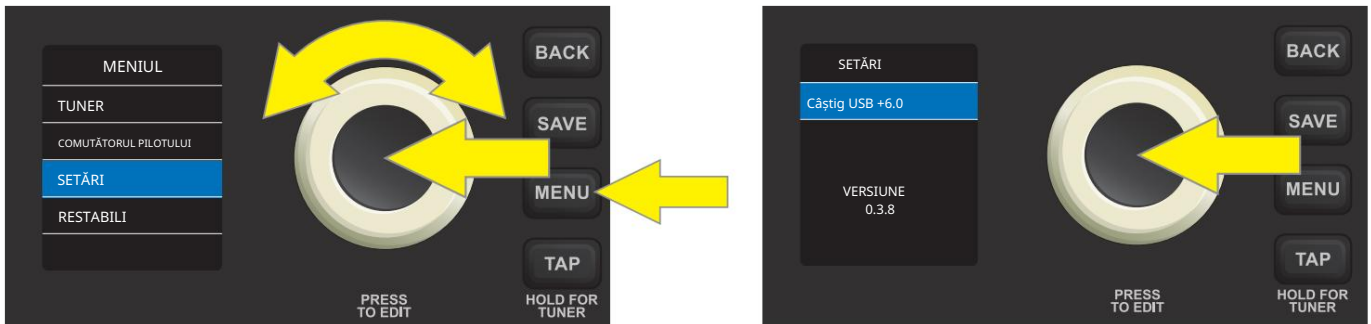 MENIUL
TUNER
COMUTĂTORUL PILOTULUI
SETĂRI
RESTABILI
BACK
SAVE
MENU
TAP
PRESS
TO EDIT
HOLD FOR
TUNER
SETĂRI
Câștig USB +6.0
VERSIUNE
0.3.8
BACK
SAVE
MENU
TAP
PRESS
TO EDIT
HOLD FOR
TUNER